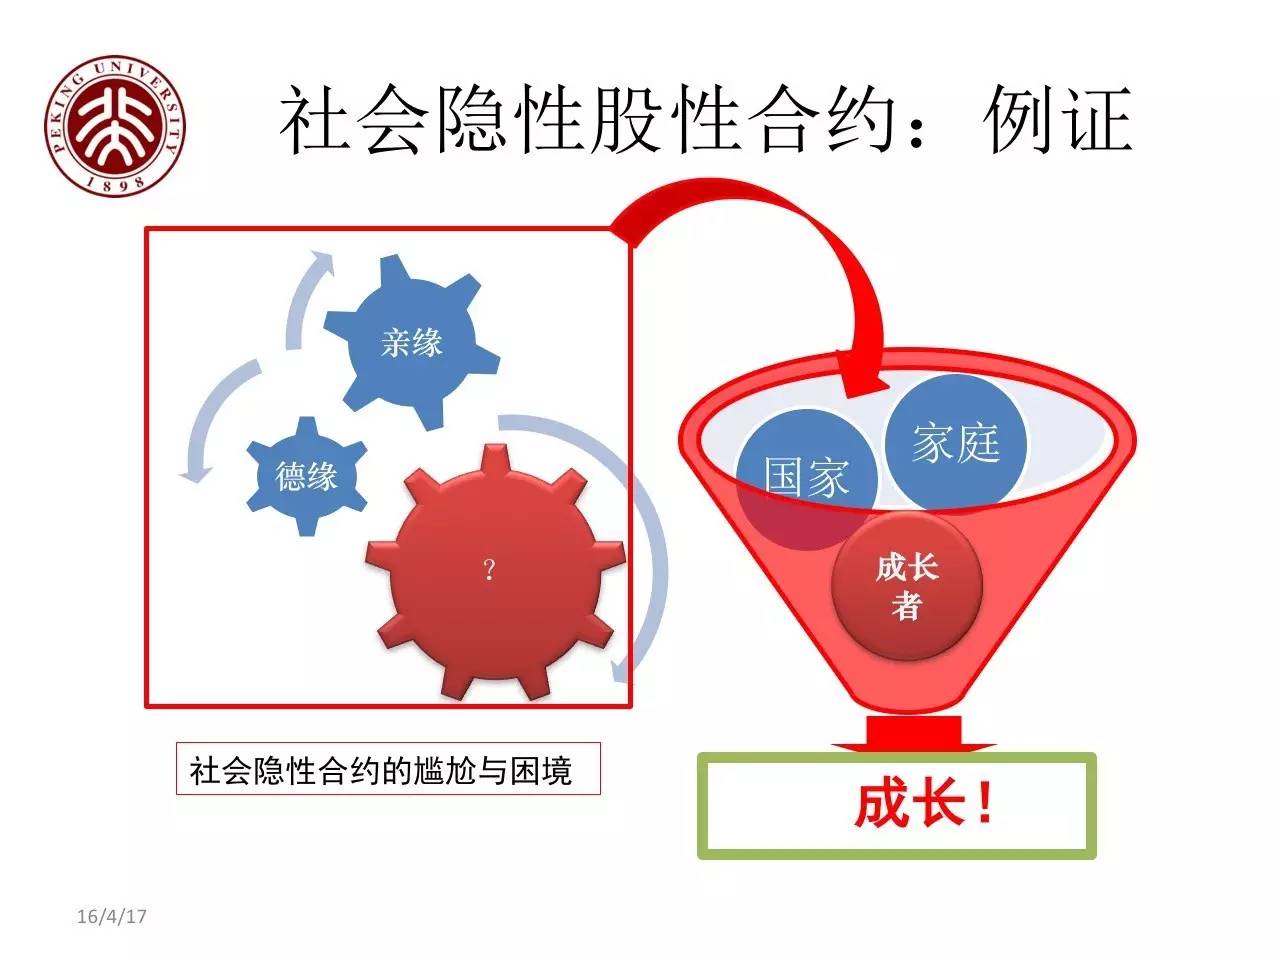 PEKING UNIVERSITY
1898
社会隐性股性合约：例证
亲缘
德缘
?
社会隐性合约的尴尬与困境
国家
家庭
成长
者
成长！
16/4/17